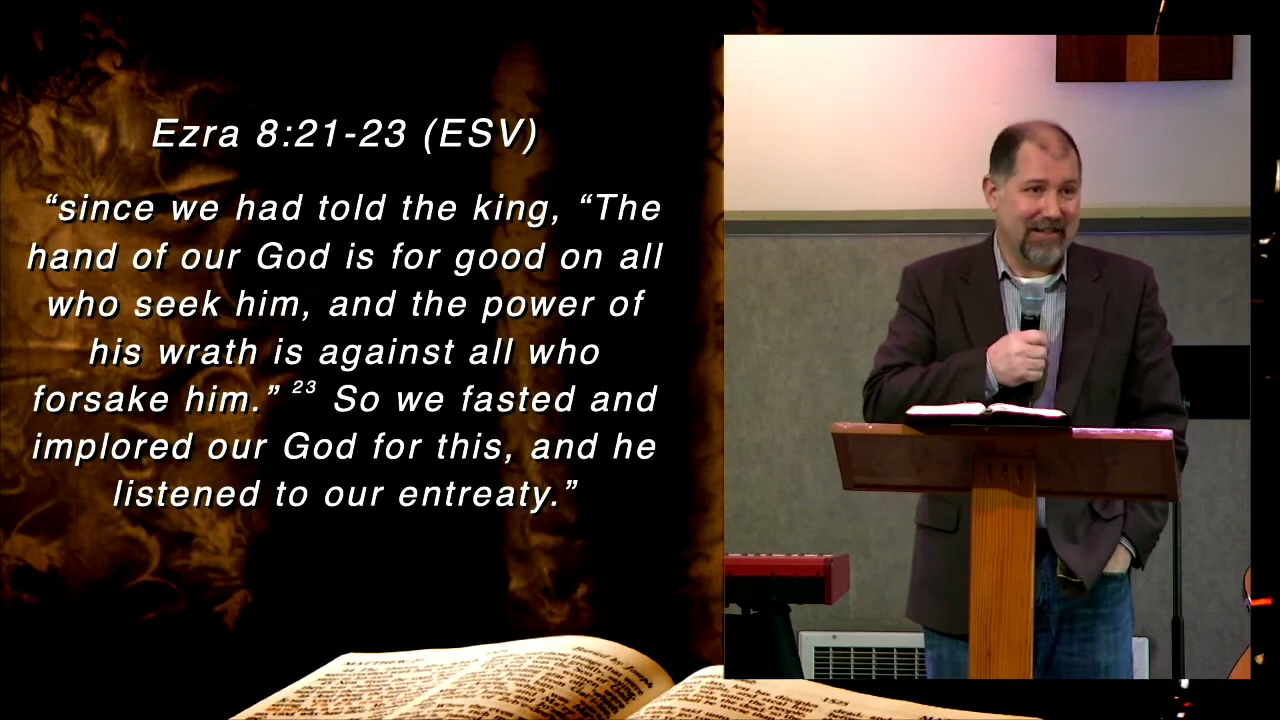 Ezra 8:21-23 (ESV)
“since we had told the king, “The
hand of our God is for good on all
who seek him, and the power of
his wrath is against all who
forsake him.” 23 So we fasted and
implored our God for this, and he
listened to our entreaty.”